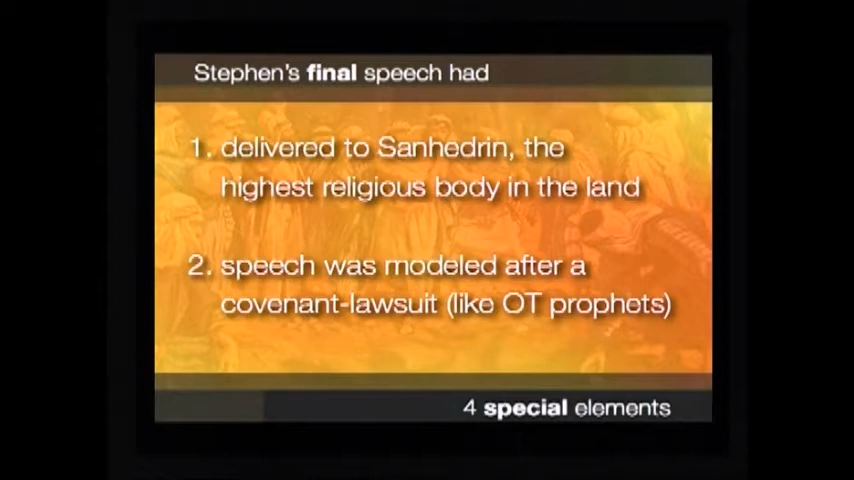 Stephen's final speech had
1. delivered to Sanhedrin, the
highest religious body in the land
2. speech was modeled after a
covenant-lawsuit (like OT prophets)
4 special elements